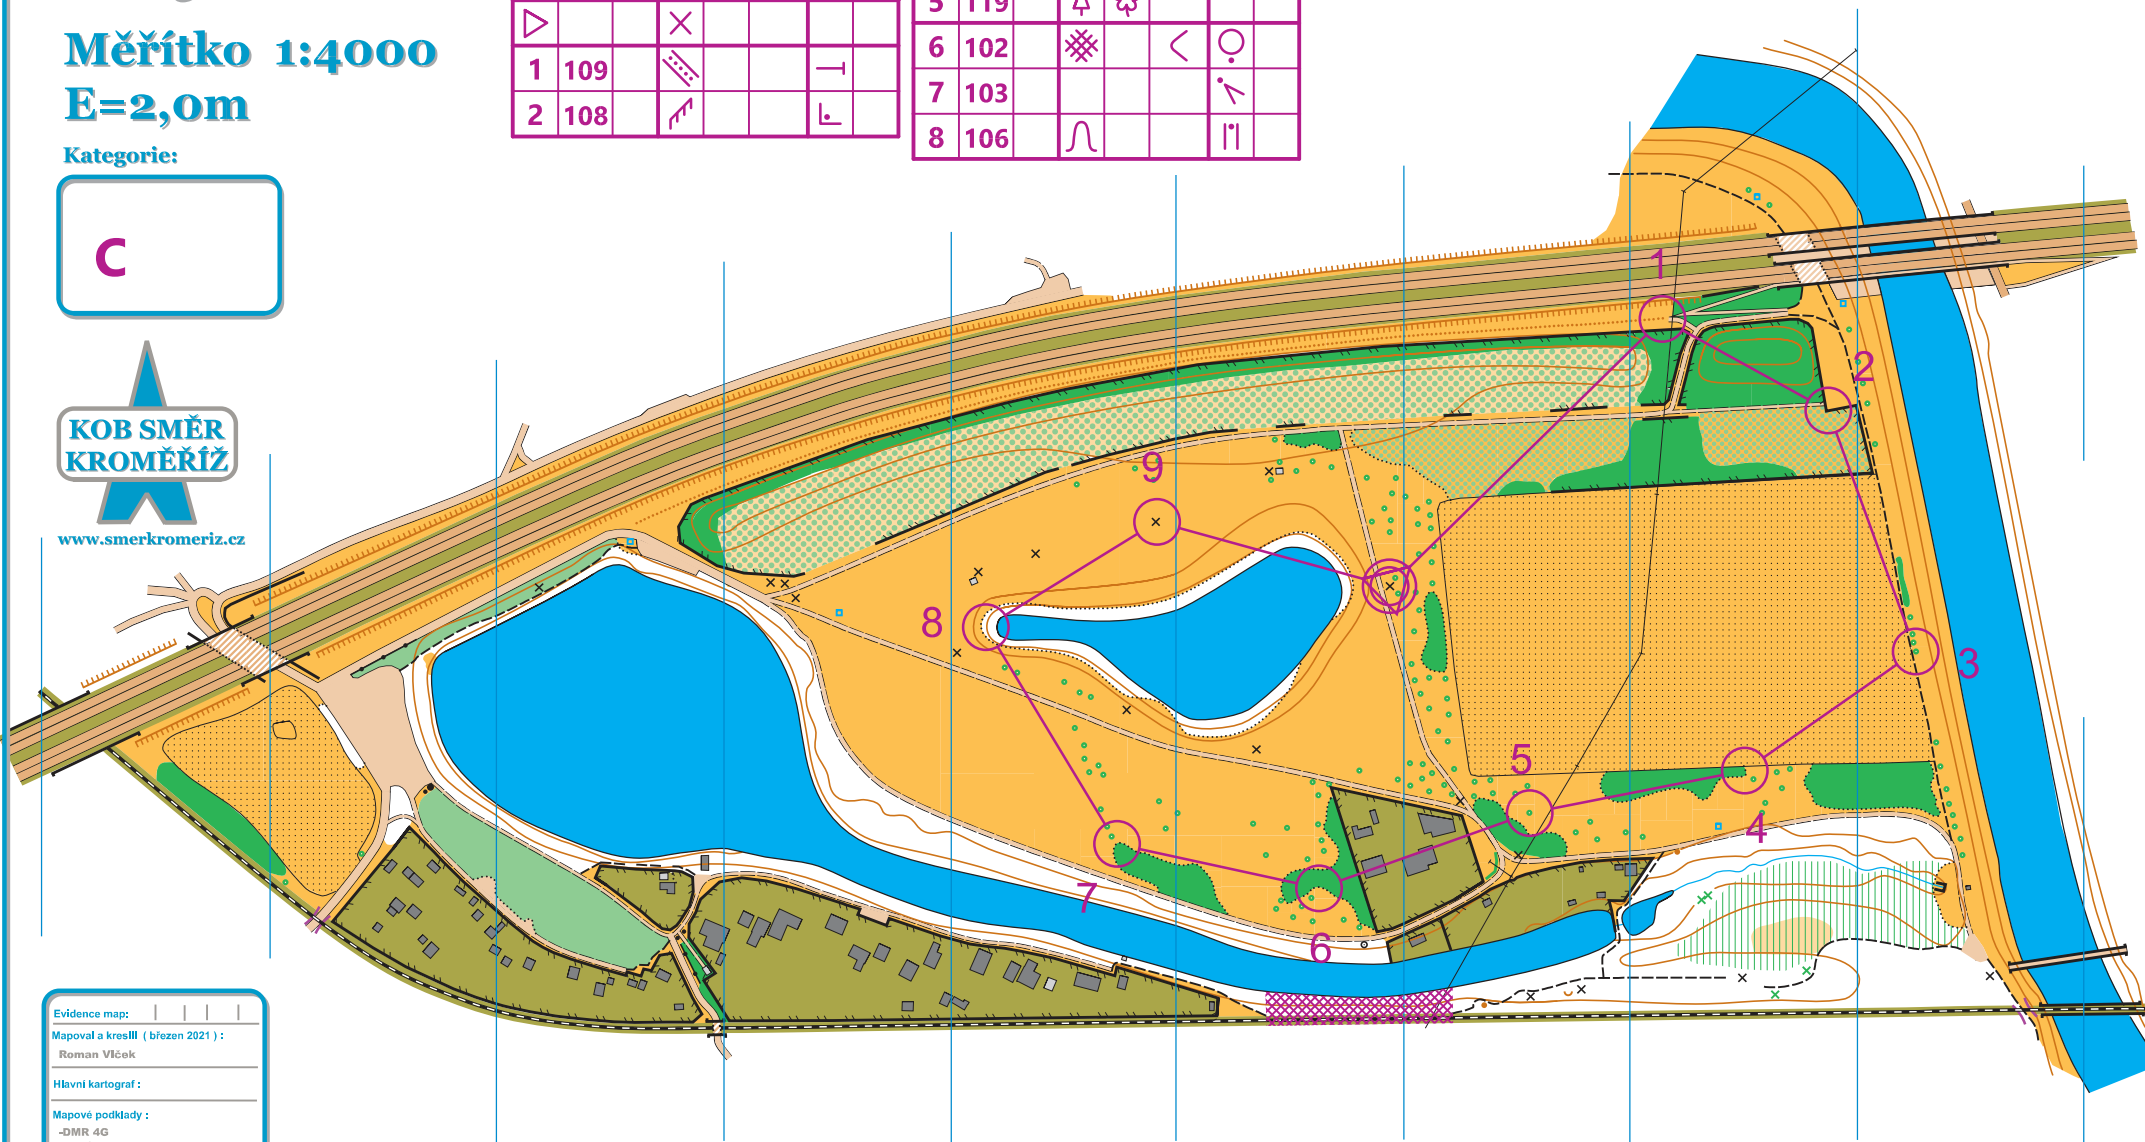 Měřítko 1:4000
E=2,0m
Kategorie:
C
KOB SMĚR
KROMĚŘÍŽ
www.smerkromeriz.cz
1 109
2 108
5 119
6 102
7 103
8 106
1
2
3
4
5
6
7
8
9
Evidence map:
Mapoval a kreslil ( březen 2021 ) :
Roman Vlček
Hlavní kartograf :
Mapové podklady :
-DMR 4G